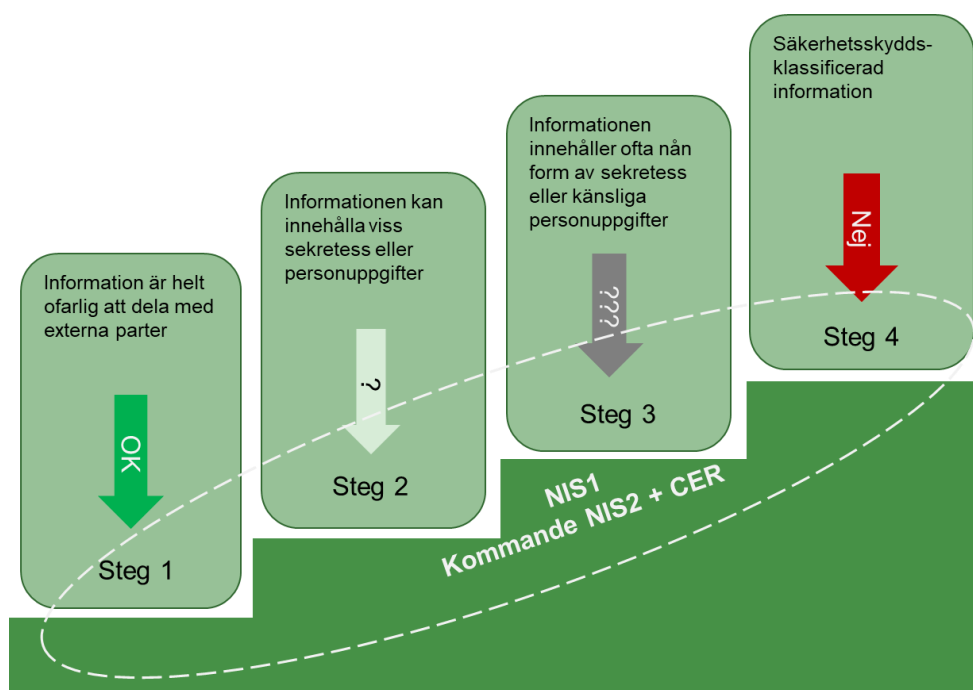 Information är helt
ofarlig att dela med
externa parter
OK
Steg 1
Informationen kan
innehålla viss
sekretess eller
personuppgifter
?
Steg 2
Informationen
innehåller ofta nån
form av sekretess
eller känsliga
personuppgifter
???
Steg 3
Säkerhetsskydds-
klassificerad
information
Nej
Steg 4
NIS1
Kommande NIS2 + CER